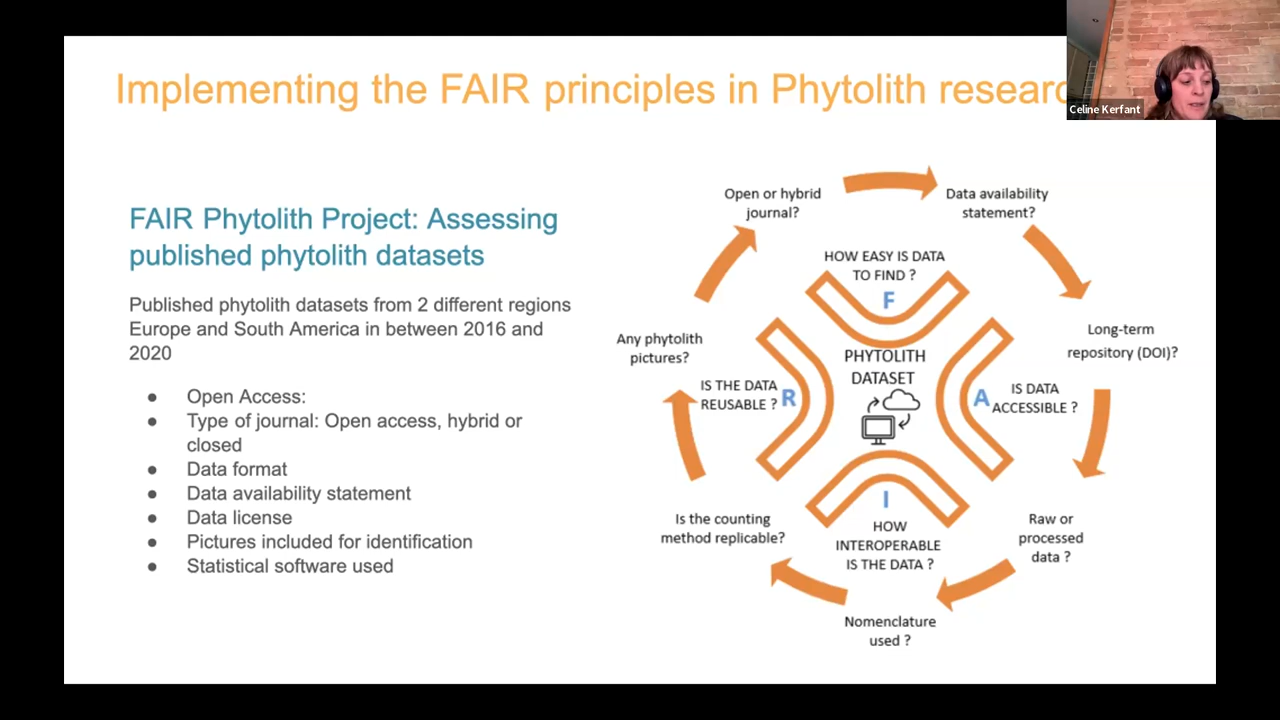 Implementing the FAIR principles in Phytolith researc
Celine Kerfant
FAIR Phytolith Project: Assessing
published phytolith datasets
Published phytolith datasets from 2 different regions
Europe and South America in between 2016 and
2020
● Open Access:
● Type of journal: Open access, hybrid or
closed
● Data format
● Data availability statement
● Data license
● Pictures included for identification
● Statistical software used
Open or hybrid
journal?
Data availability
statement?
Long-term
repository (DOI)?
Raw or
processed
data ?
Nomenclature
used ?
Is the counting
method replicable?
Any phytolith
pictures?
HOW EASY IS DATA
TO FIND ?
F
IS DATA
A ACCESSIBLE ?
I
HOW
INTEROPERABLE
IS THE DATA ?
IS THE DATA
REUSABLE ? R
PHYTOLITH
DATASET